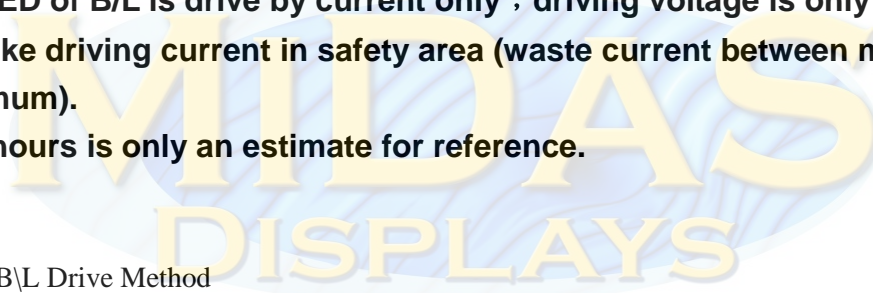 ED of B/L is drive by current only，driving voltage is only
ke driving current in safety area (waste current between m
num).
hours is only an estimate for reference.
MIDAS
DISPLAYS
B\L Drive Method